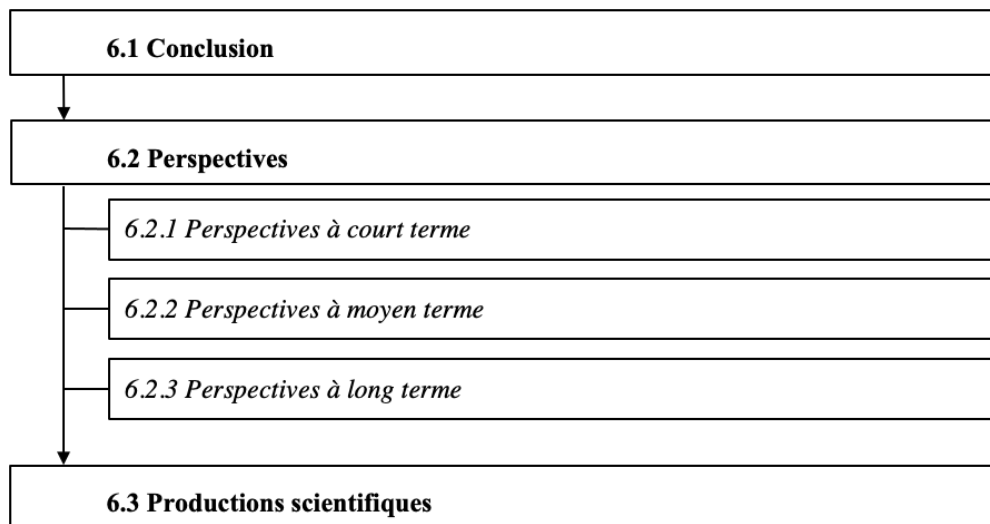 6.1 Conclusion
6.2 Perspectives
6.2.1 Perspectives à court terme
6.2.2 Perspectives à moyen terme
6.2.3 Perspectives à long terme
6.3 Productions scientifiques